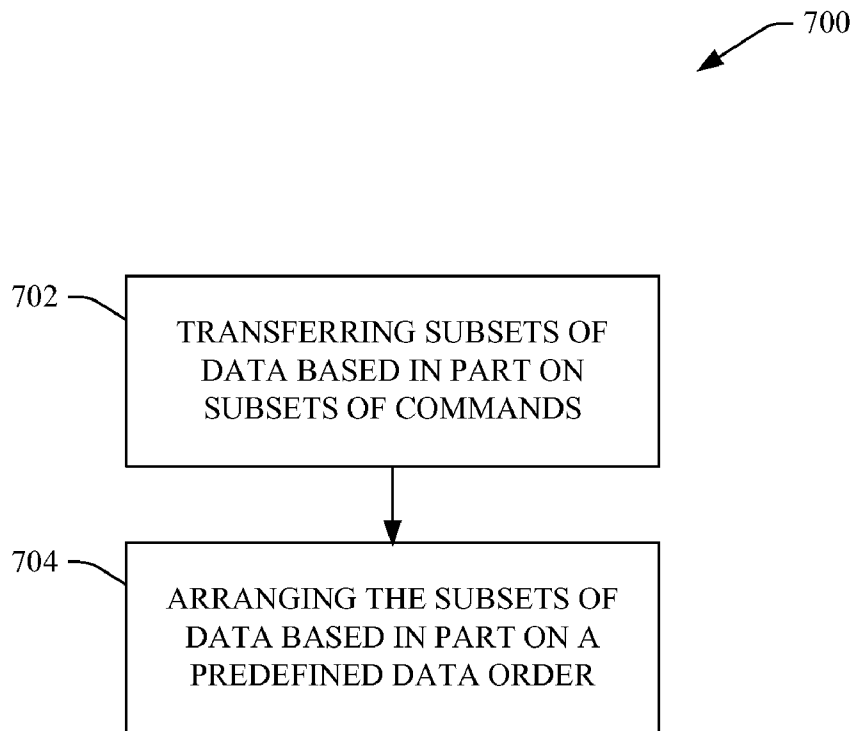 700
702
TRANSFERRING SUBSETS OF
DATA BASED IN PART ON
SUBSETS OF COMMANDS
704
ARRANGING THE SUBSETS OF
DATA BASED IN PART ON A
PREDEFINED DATA ORDER